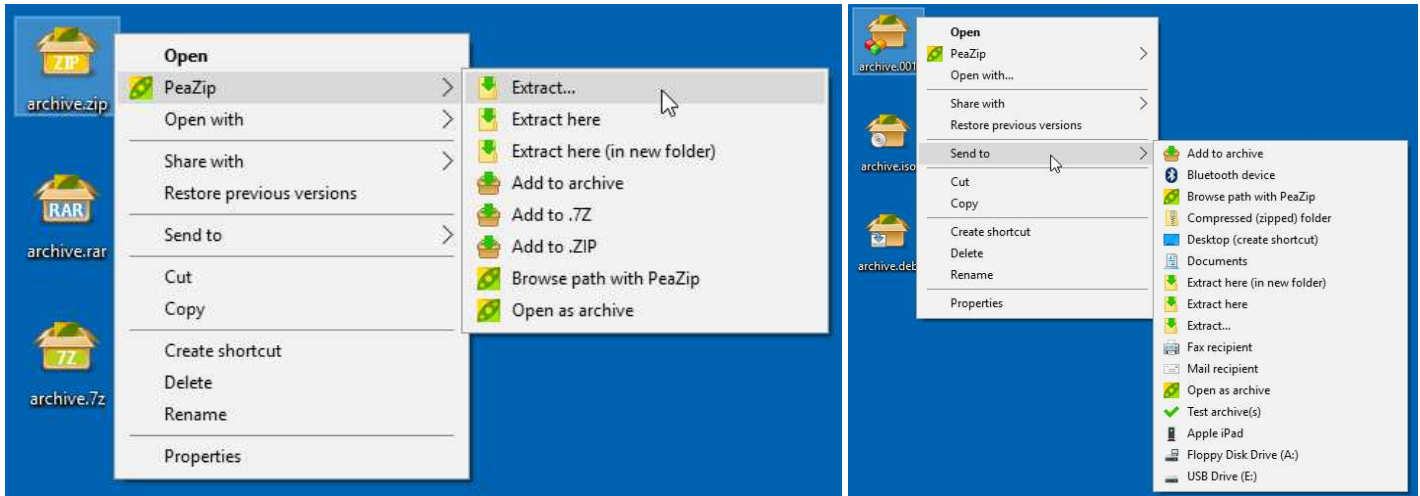 ZIP
archive.zip
RAR
archive.rar
7Z
archive.7z
Open
PeaZip
Open with
Share with
Restore previous versions
Send to
Cut
Copy
Create shortcut
Delete
Rename
Properties
Extract...
Extract here
Extract here (in new folder)
Add to archive
Add to .7Z
Add to .ZIP
Browse path with PeaZip
Open as archive
archive.001
archive.iso
archive.deb
Open
PeaZip
Open with...
Share with
Restore previous versions
Send to
Cut
Copy
Create shortcut
Delete
Rename
Properties
Add to archive
Bluetooth device
Browse path with PeaZip
Compressed (zipped) folder
Desktop (create shortcut)
Documents
Extract here (in new folder)
Extract here
Extract...
Fax recipient
Mail recipient
Open as archive
Test archive(s)
Apple iPad
Floppy Disk Drive (A:)
USB Drive (E:)